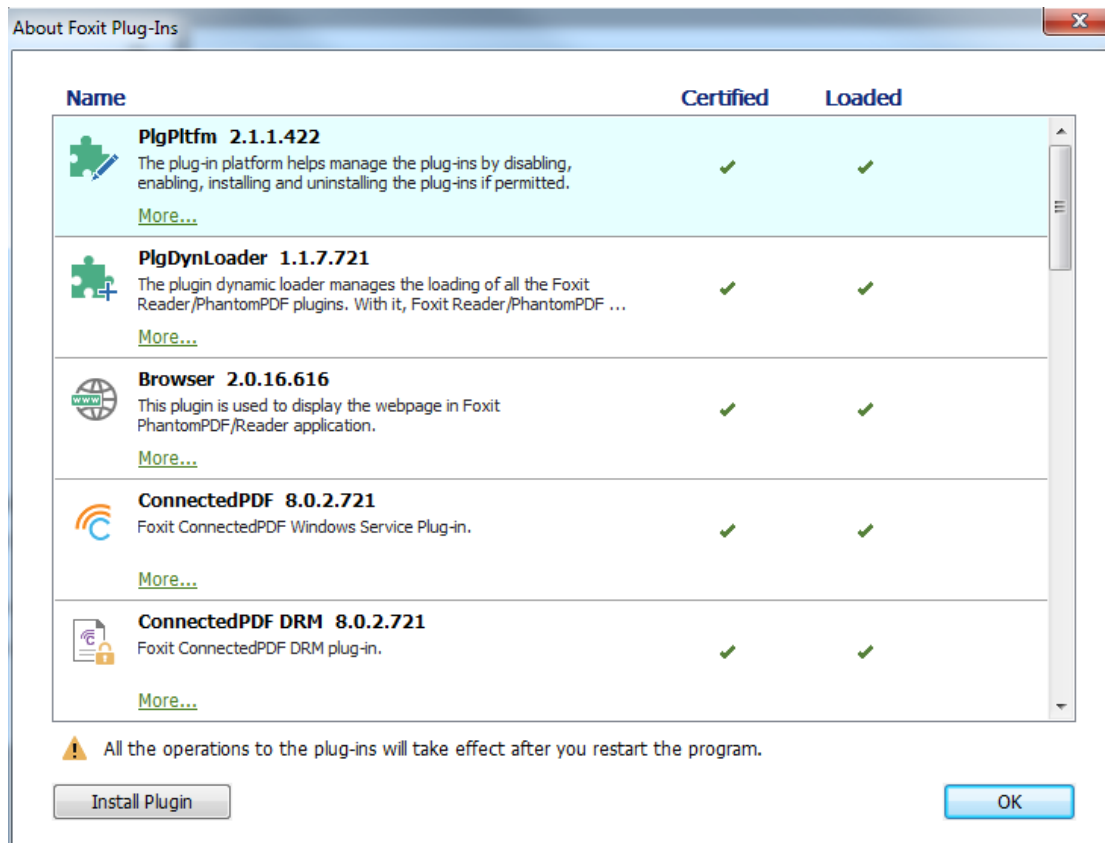 About Foxit Plug-Ins
X
Name Certified Loaded
PlgPltfm 2.1.1.422
The plug-in platform helps manage the plug-ins by disabling,
enabling, installing and uninstalling the plug-ins if permitted.
More...
PlgDynLoader 1.1.7.721
The plugin dynamic loader manages the loading of all the Foxit
Reader/PhantomPDF plugins. With it, Foxit Reader/PhantomPDF ...
More...
www
Browser 2.0.16.616
This plugin is used to display the webpage in Foxit
PhantomPDF/Reader application.
More...
ConnectedPDF 8.0.2.721
Foxit ConnectedPDF Windows Service Plug-in.
More...
ConnectedPDF DRM 8.0.2.721
Foxit ConnectedPDF DRM plug-in.
More...
All the operations to the plug-ins will take effect after you restart the program.
Install Plugin OK